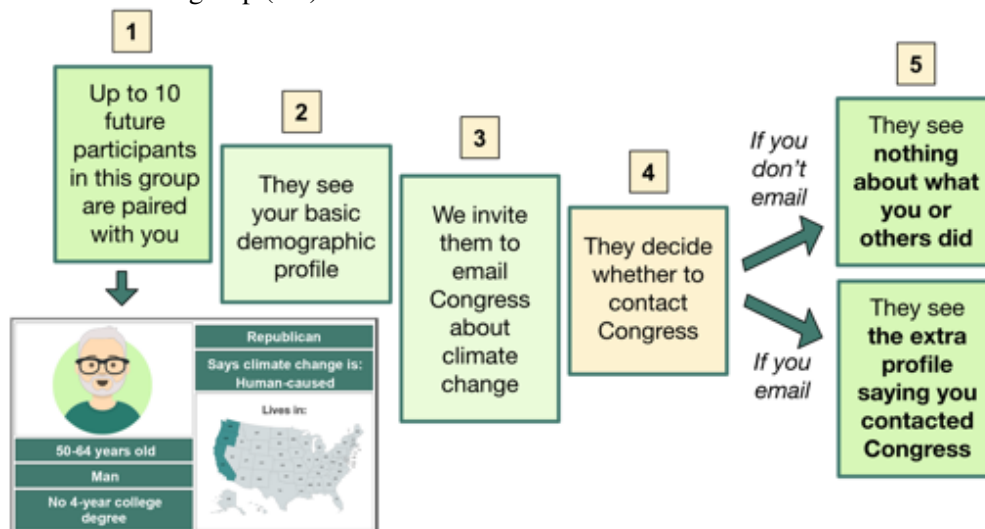 1
Up to 10
future
participants
in this group
are paired
with you
2
They see
your basic
demographic
profile
3
We invite
them to
email
Congress
about
climate
change
4
They decide
whether to
contact
Congress
If you
don't
email
If you
email
5
They see
nothing
about what
you or
others did
They see
the extra
profile
saying you
contacted
Congress
50-64 years old
Man
No 4-year college
degree
Republican
Says climate change is:
Human-caused
Lives in: